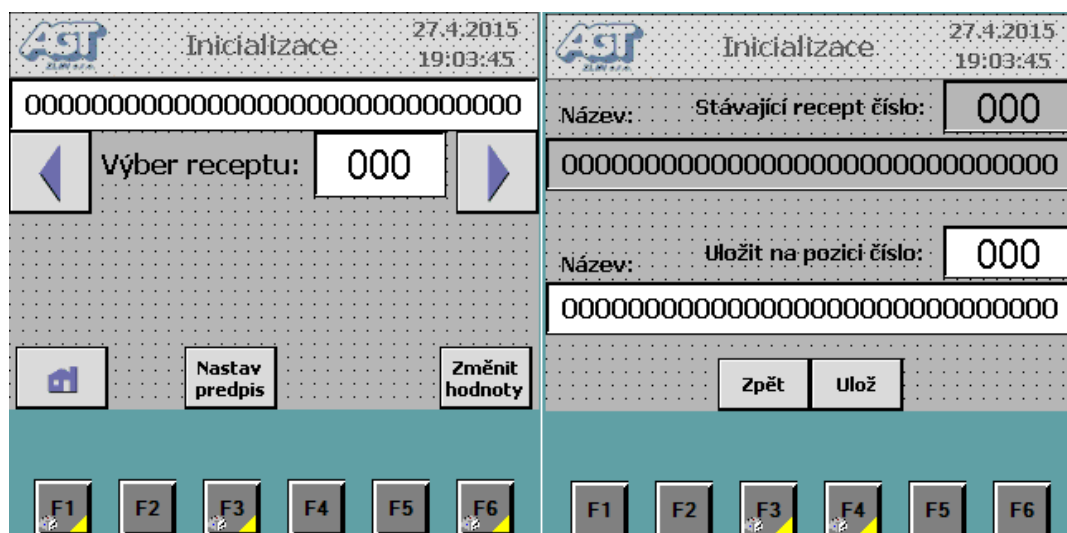 AST
Inicializace
27.4.2015
19:03:45
000000000000000000000000000000
Výber receptu:
000
Nastav
predpis
Změnit
hodnoty
F1
F2
F3
F4
F5
F6
AST
Inicializace
27.4.2015
19:03:45
Název:
Stávající recept číslo:
000
000000000000000000000000000000
Název:
Uložit na pozici číslo:
000
000000000000000000000000000000
Zpět
Ulož
F1
F2
F3
F4
F5
F6